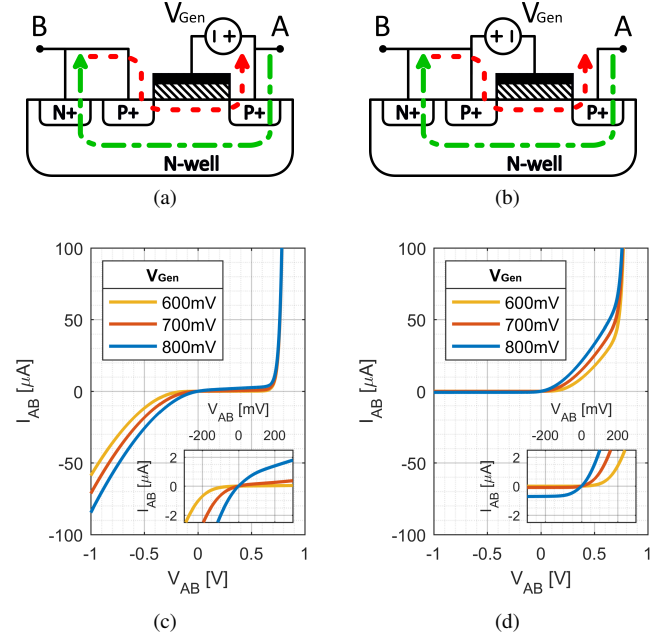 B
V_Gen
A
N+
P+
P+
N-well
(a)
B
V_Gen
A
N+
P+
P+
N-well
(b)
100
50
0
-50
-100
I_AB [μA]
V_Gen
600mV
700mV
800mV
V_AB [mV]
-200 0 200
2
0
-2
I_AB [μA]
-1 -0.5 0 0.5 1
V_AB [V]
(c)
100
50
0
-50
-100
I_AB [μA]
V_Gen
600mV
700mV
800mV
V_AB [mV]
-200 0 200
2
0
-2
I_AB [μA]
-1 -0.5 0 0.5 1
V_AB [V]
(d)